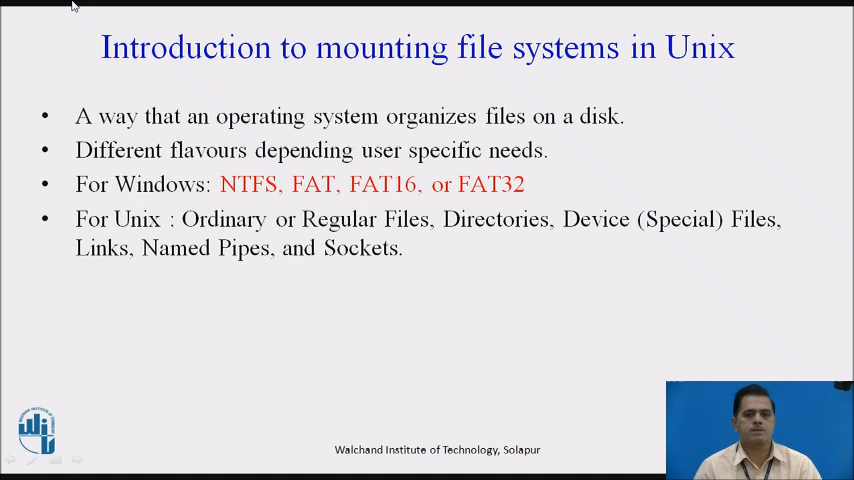 Introduction to mounting file systems in Unix
• A way that an operating system organizes files on a disk.
• Different flavours depending user specific needs.
• For Windows: NTFS, FAT, FAT16, or FAT32
• For Unix : Ordinary or Regular Files, Directories, Device (Special) Files,
Links, Named Pipes, and Sockets.
Walchand Institute of Technology, Solapur